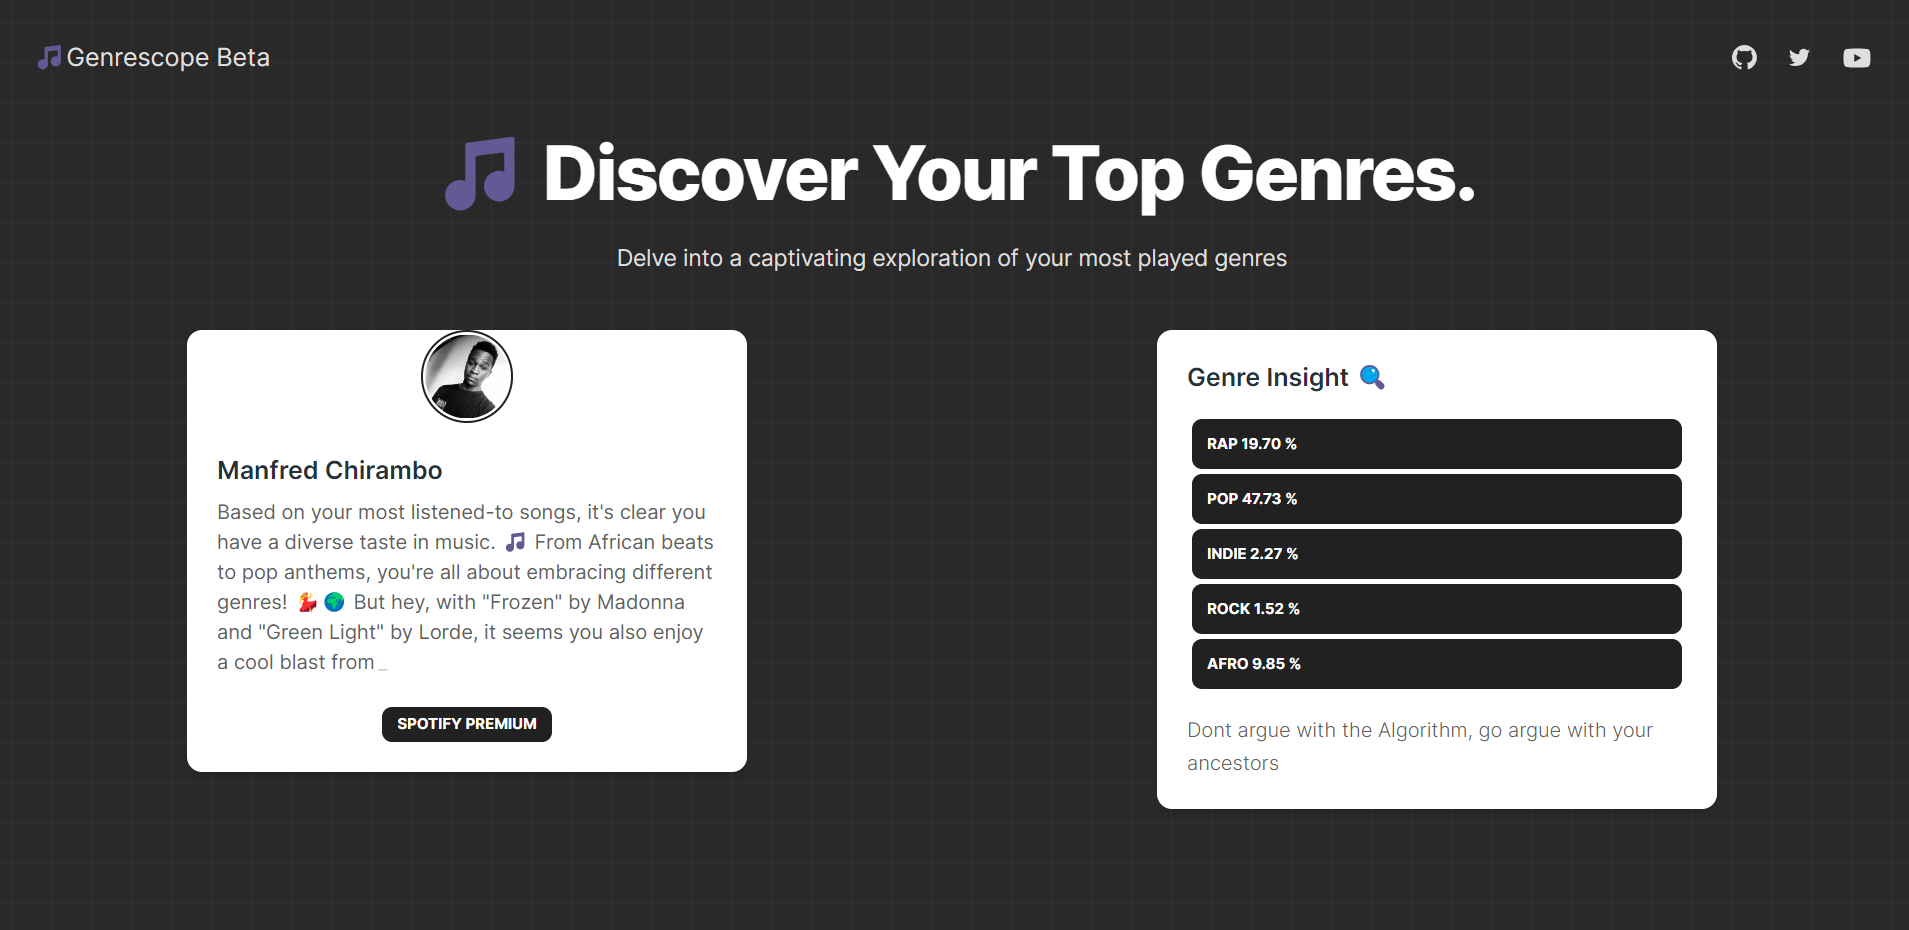 Genrescope Beta
Discover Your Top Genres.
Delve into a captivating exploration of your most played genres
Manfred Chirambo
Based on your most listened-to songs, it's clear you
have a diverse taste in music. 🎵 From African beats
to pop anthems, you're all about embracing different
genres! 💃🌍 But hey, with "Frozen" by Madonna
and "Green Light" by Lorde, it seems you also enjoy
a cool blast from_
SPOTIFY PREMIUM
Genre Insight 🔍
RAP 19.70 %
POP 47.73 %
INDIE 2.27 %
ROCK 1.52 %
AFRO 9.85 %
Dont argue with the Algorithm, go argue with your
ancestors